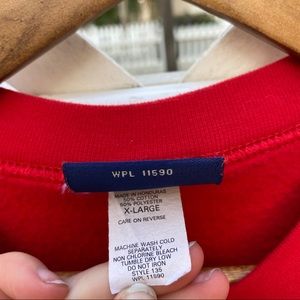 WPL 11590
MADE IN HONDURAS
50% COTTON
50% POLYESTER
X-LARGE
CARE ON REVERSE
MACHINE WASH COLD
SEPARATELY
NON CHLORINE BLEACH
TUMBLE DRY LOW
DO NOT IRON
STYLE 135
WPL 11590